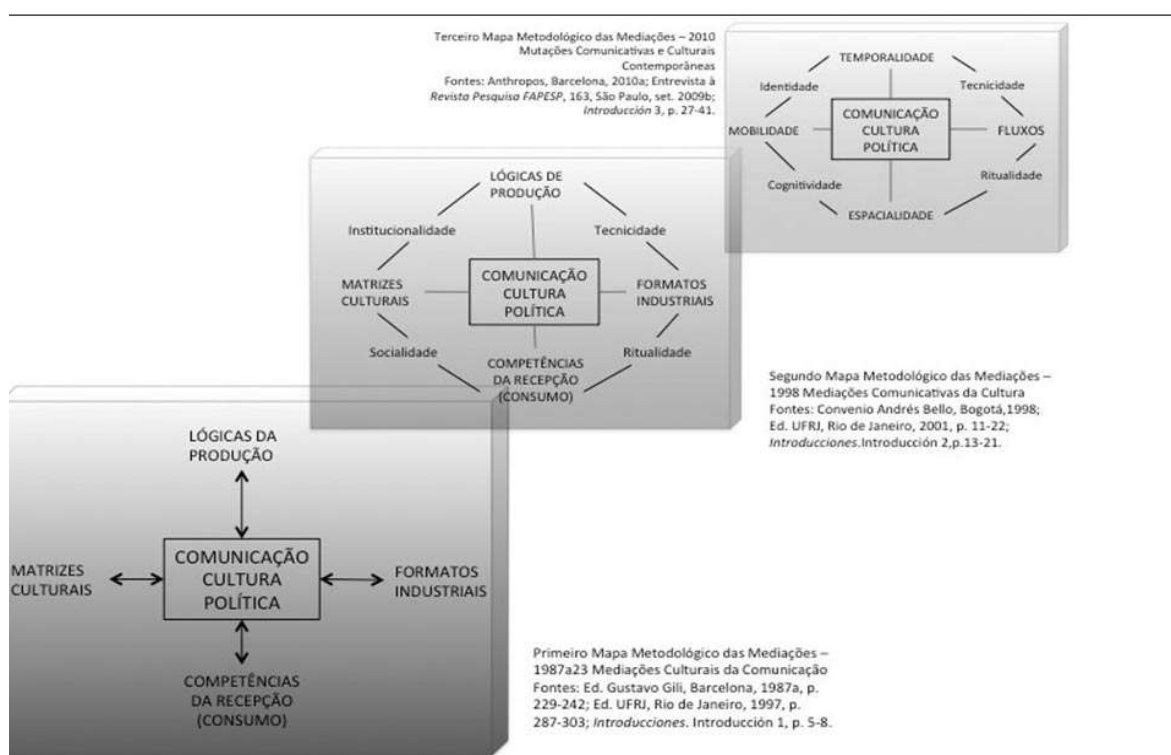 Terceiro Mapa Metodológico das Mediações – 2010
Mutações Comunicativas e Culturais
Contemporâneas
Fontes: Anthropos, Barcelona, 2010a; Entrevista à
Revista Pesquisa FAPESP, 163, São Paulo, set. 2009b;
Introducción 3, p. 27-41.
TEMPORALIDADE
Identidade
Tecnicidade
MOBILIDADE
COMUNICAÇÃO
CULTURA
POLÍTICA
FLUXOS
Cognitividade
Ritualidade
ESPACIALIDADE
LÓGICAS DE
PRODUÇÃO
Institucionalidade
Tecnicidade
MATRIZES
CULTURAIS
COMUNICAÇÃO
CULTURA
POLÍTICA
FORMATOS
INDUSTRIAIS
Socialidade
Ritualidade
COMPETÊNCIAS
DA RECEPÇÃO
(CONSUMO)
Segundo Mapa Metodológico das Mediações –
1998 Mediações Comunicativas da Cultura
Fontes: Convenio Andrés Bello, Bogotá,1998;
Ed. UFRJ, Rio de Janeiro, 2001, p. 11-22;
Introducciones.Introducción 2,p.13-21.
LÓGICAS DA
PRODUÇÃO
MATRIZES
CULTURAIS
COMUNICAÇÃO
CULTURA
POLÍTICA
FORMATOS
INDUSTRIAIS
COMPETÊNCIAS
DA RECEPÇÃO
(CONSUMO)
Primeiro Mapa Metodológico das Mediações –
1987a23 Mediações Culturais da Comunicação
Fontes: Ed. Gustavo Gili, Barcelona, 1987a, p.
229-242; Ed. UFRJ, Rio de Janeiro, 1997, p.
287-303; Introducciones. Introducción 1, p. 5-8.